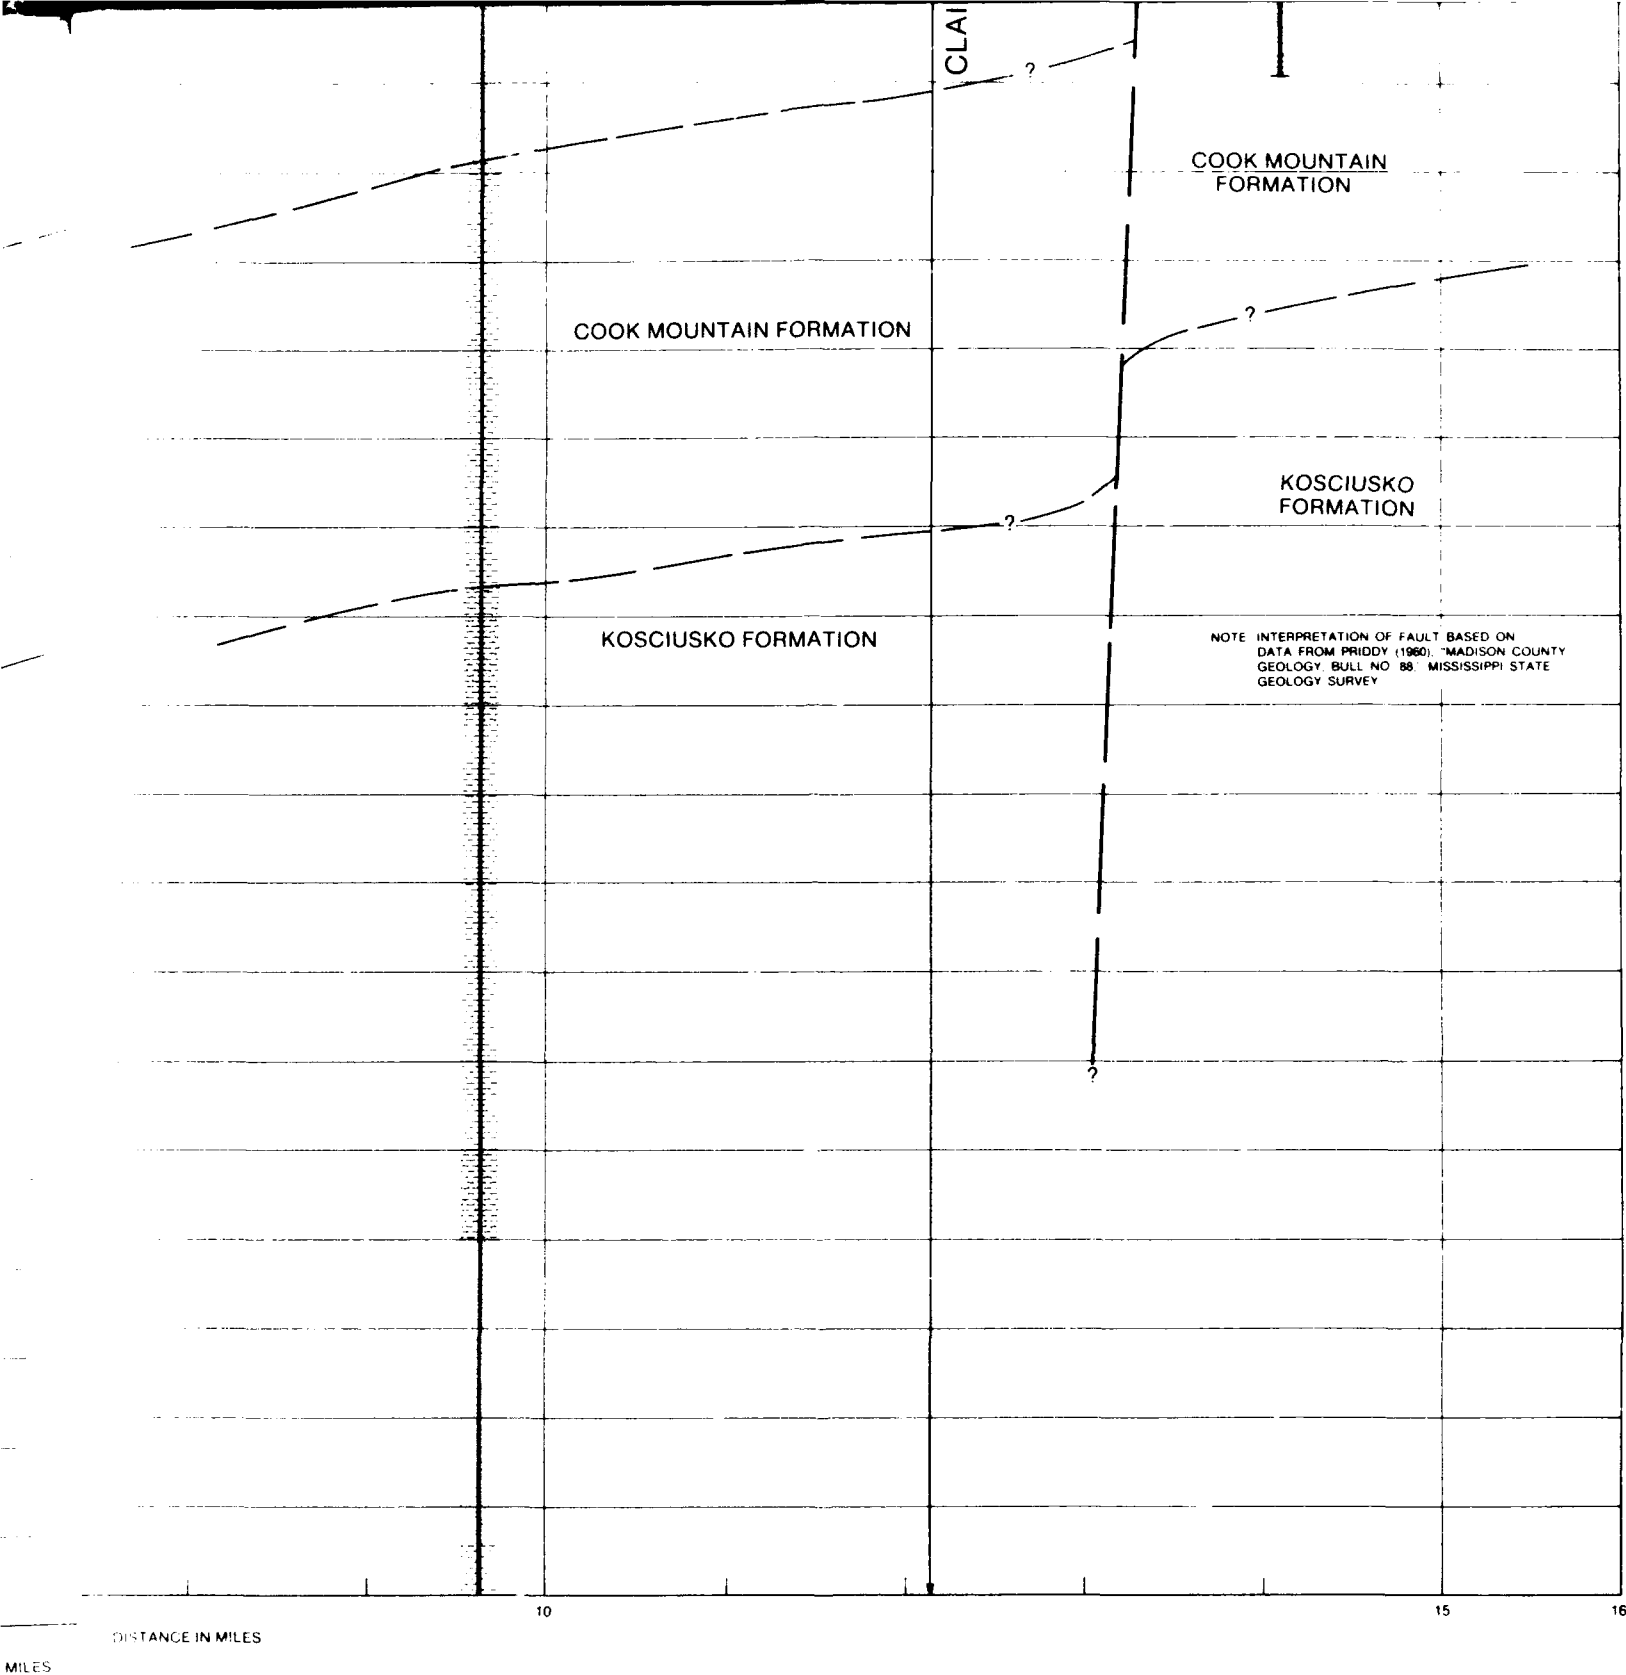 CLAI
?
COOK MOUNTAIN
FORMATION
?
COOK MOUNTAIN FORMATION
KOSCIUSKO
FORMATION
?
KOSCIUSKO FORMATION
NOTE INTERPRETATION OF FAULT BASED ON
DATA FROM PRIDDY (1960). "MADISON COUNTY
GEOLOGY. BULL NO 88." MISSISSIPPI STATE
GEOLOGY SURVEY
?
10
15
16
DISTANCE IN MILES
MILES